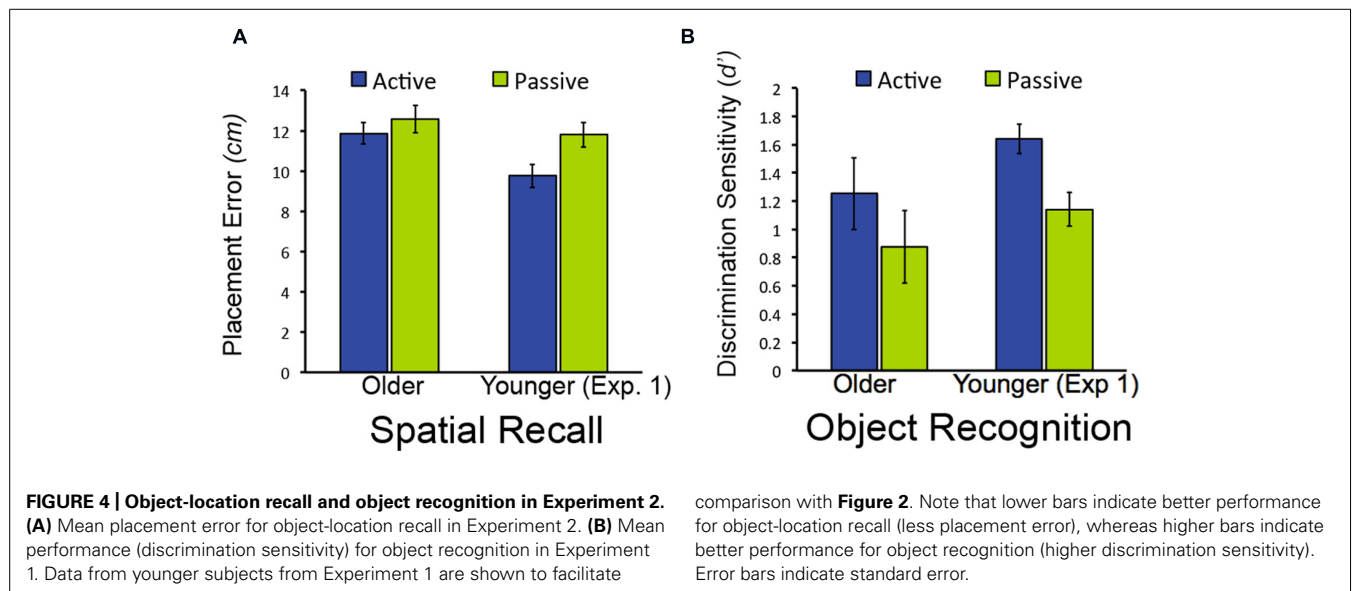 A
Active Passive
Placement Error (cm)
14
12
10
8
6
4
2
0
Older Younger (Exp. 1)
Spatial Recall
B
Active Passive
Discrimination Sensitivity (d’)
2
1.8
1.6
1.4
1.2
1
0.8
0.6
0.4
0.2
0
Older Younger (Exp 1)
Object Recognition
FIGURE 4 | Object-location recall and object recognition in Experiment 2.
(A) Mean placement error for object-location recall in Experiment 2. (B) Mean
performance (discrimination sensitivity) for object recognition in Experiment
1. Data from younger subjects from Experiment 1 are shown to facilitate
comparison with Figure 2. Note that lower bars indicate better performance
for object-location recall (less placement error), whereas higher bars indicate
better performance for object recognition (higher discrimination sensitivity).
Error bars indicate standard error.